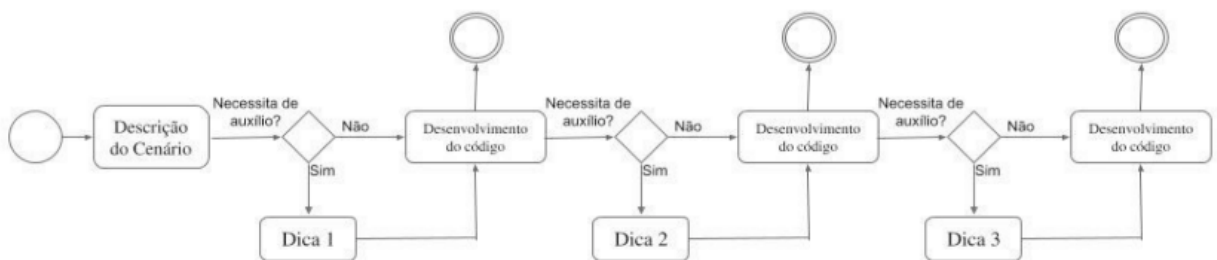 Descrição
do Cenário
Necessita de
auxílio?
Não
Sim
Dica 1
Desenvolvimento
do código
Necessita de
auxílio?
Não
Sim
Dica 2
Desenvolvimento
do código
Necessita de
auxílio?
Não
Sim
Dica 3
Desenvolvimento
do código